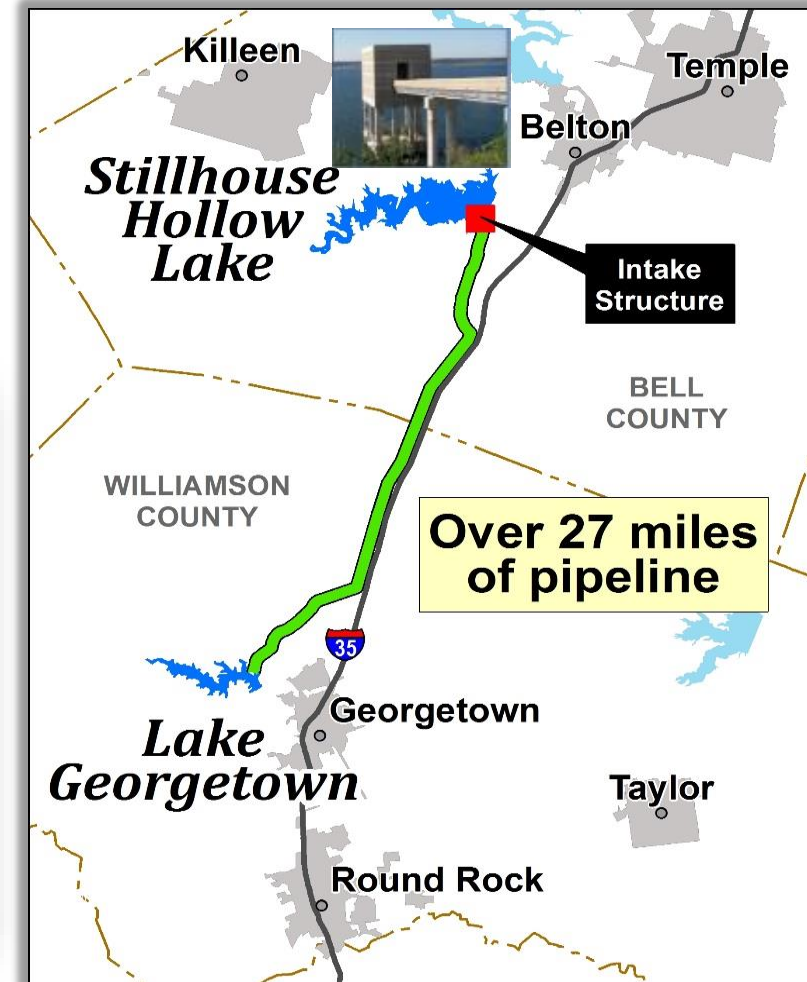 Killeen
Temple
Belton
Stillhouse
Hollow
Lake
Intake
Structure
BELL
COUNTY
WILLIAMSON
COUNTY
Over 27 miles
of pipeline
35
Georgetown
Lake
Georgetown
Taylor
Round Rock